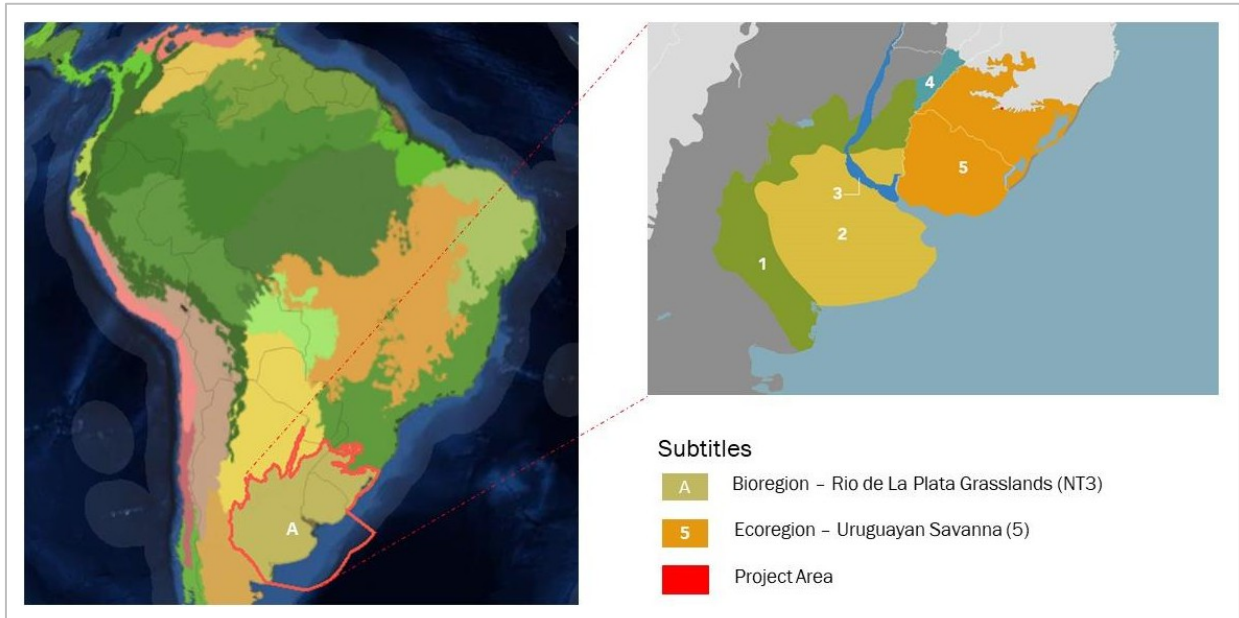 A
4
5
3
2
1
Subtitles
A Bioregion – Rio de La Plata Grasslands (NT3)
5 Ecoregion – Uruguayan Savanna (5)
Project Area